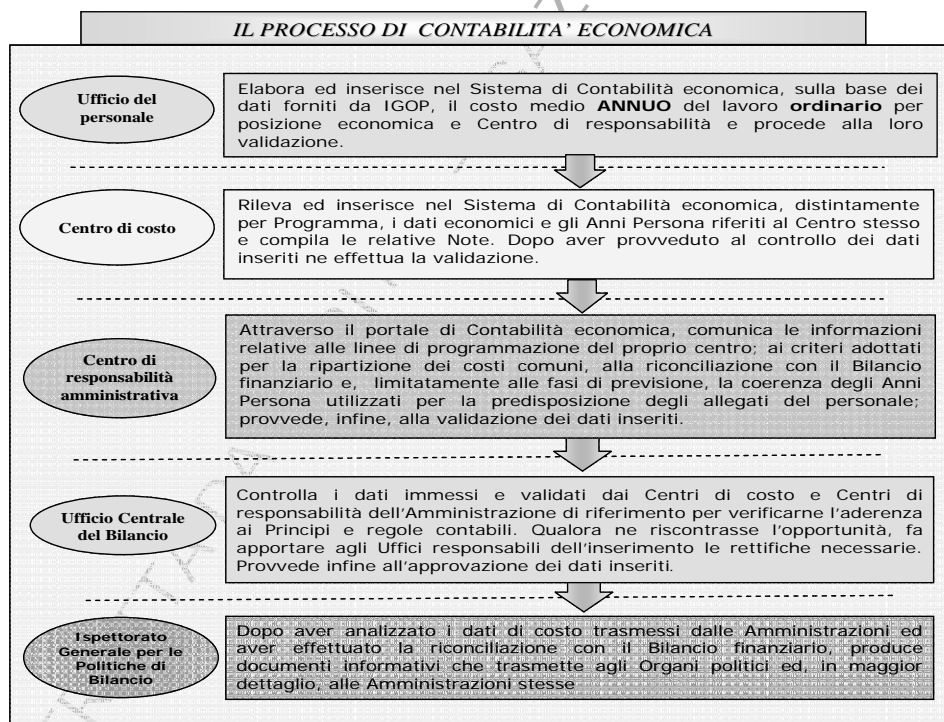 IL PROCESSO DI CONTABILITA' ECONOMICA
Ufficio del
personale
Elabora ed inserisce nel Sistema di Contabilità economica, sulla base dei
dati forniti da IGOP, il costo medio ANNUO del lavoro ordinario per
posizione economica e Centro di responsabilità e procede alla loro
validazione.
Centro di costo
Rileva ed inserisce nel Sistema di Contabilità economica, distintamente
per Programma, i dati economici e gli Anni Persona riferiti al Centro stesso
e compila le relative Note. Dopo aver provveduto al controllo dei dati
inseriti ne effettua la validazione.
Centro di
responsabilità
amministrativa
Attraverso il portale di Contabilità economica, comunica le informazioni
relative alle linee di programmazione del proprio centro; ai criteri adottati
per la ripartizione dei costi comuni, alla riconciliazione con il Bilancio
finanziario e, limitatamente alle fasi di previsione, la coerenza degli Anni
Persona utilizzati per la predisposizione degli allegati del personale;
provvede, infine, alla validazione dei dati inseriti.
Ufficio Centrale
del Bilancio
Controlla i dati immessi e validati dai Centri di costo e Centri di
responsabilità dell'Amministrazione di riferimento per verificarne l'aderenza
ai Principi e regole contabili. Qualora ne riscontrasse l'opportunità, fa
apportare agli Uffici responsabili dell'inserimento le rettifiche necessarie.
Provvede infine all'approvazione dei dati inseriti.
Ispettorato
Generale per le
Politiche di
Bilancio
Dopo aver analizzato i dati di costo trasmessi dalle Amministrazioni ed
aver effettuato la riconciliazione con il Bilancio finanziario, produce
documenti informativi che trasmette agli Organi politici ed, in maggior
dettaglio, alle Amministrazioni stesse